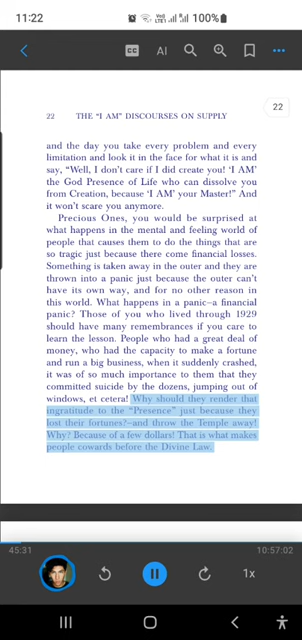 11:22
100%
CC
AI
22
22 THE "I AM" DISCOURSES ON SUPPLY
and the day you take every problem and every
limitation and look it in the face for what it is and
say, "Well, I don't care if I did create you! 'I AM'
the God Presence of Life who can dissolve you
from Creation, because 'I AM' your Master!" And
it won't scare you anymore.
Precious Ones, you would be surprised at
what happens in the mental and feeling world of
people that causes them to do the things that are
so tragic just because there come financial losses.
Something is taken away in the outer and they are
thrown into a panic just because the outer can't
have its own way, and for no other reason in
this world. What happens in a panic–a financial
panic? Those of you who lived through 1929
should have many remembrances if you care to
learn the lesson. People who had a great deal of
money, who had the capacity to make a fortune
and run a big business, when it suddenly crashed,
it was of so much importance to them that they
committed suicide by the dozens, jumping out of
windows, et cetera! Why should they render that
ingratitude to the "Presence" just because they
lost their fortunes?–and throw the Temple away!
Why? Because of a few dollars! That is what makes
people cowards before the Divine Law.
45:31
10:57:02
1x